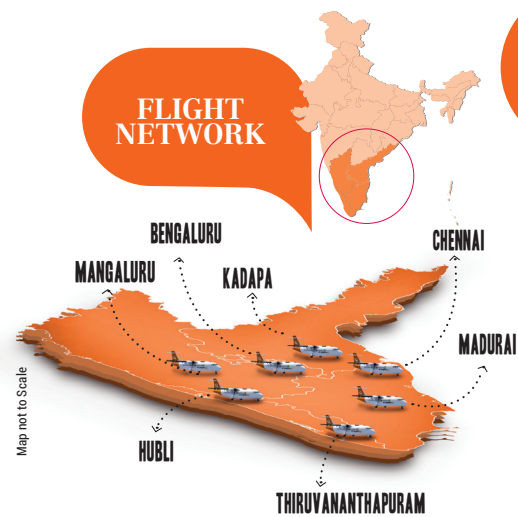 FLIGHT
NETWORK
BENGALURU
CHENNAI
MANGALURU
KADAPA
MADURAI
Map not to Scale
HUBLI
THIRUVANANTHAPURAM